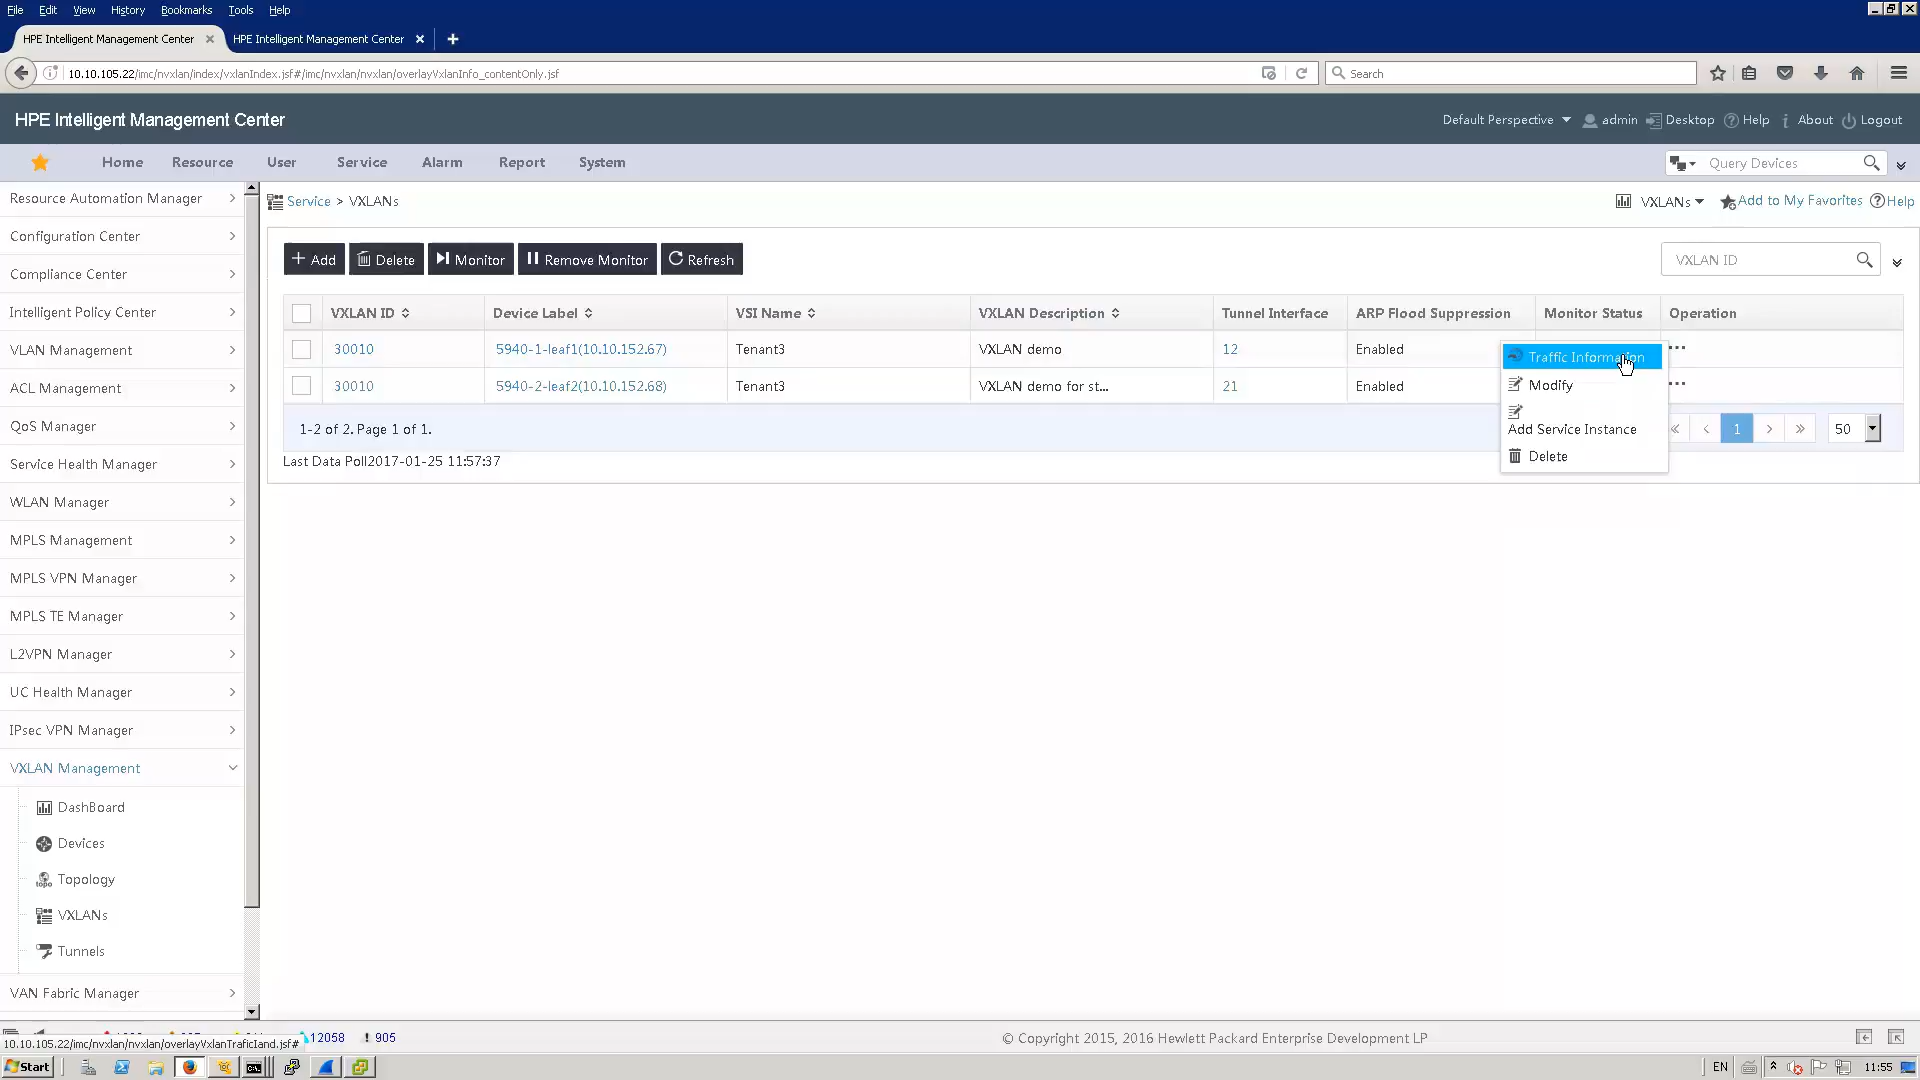 File Edit View History Bookmarks Tools Help
HPE Intelligent Management Center HPE Intelligent Management Center
10.10.105.22/imc/nvxlan/index/vxlanIndex.jsf#/imc/nvxlan/nvxlan/overlayVxlanInfo_contentOnly.jsf Search
HPE Intelligent Management Center Default Perspective admin Desktop Help About Logout
Home Resource User Service Alarm Report System Query Devices
Resource Automation Manager
Configuration Center
Compliance Center
Intelligent Policy Center
VLAN Management
ACL Management
QoS Manager
Service Health Manager
WLAN Manager
MPLS Management
MPLS VPN Manager
MPLS TE Manager
L2VPN Manager
UC Health Manager
IPsec VPN Manager
VXLAN Management
DashBoard
Devices
topo Topology
VXLANs
Tunnels
VAN Fabric Manager
Service > VXLANs VXLANs Add to My Favorites Help
Add Delete Monitor Remove Monitor Refresh VXLAN ID
VXLAN ID Device Label VSI Name VXLAN Description Tunnel Interface ARP Flood Suppression Monitor Status Operation
30010 5940-1-leaf1(10.10.152.67) Tenant3 VXLAN demo 12 Enabled ...
30010 5940-2-leaf2(10.10.152.68) Tenant3 VXLAN demo for st... 21 Enabled ...
Traffic Information
Modify
Add Service Instance
Delete
1-2 of 2. Page 1 of 1. « ‹ 1 › » 50
Last Data Poll2017-01-25 11:57:37
12058 905 © Copyright 2015, 2016 Hewlett Packard Enterprise Development LP
10.10.105.22/imc/nvxlan/nvxlan/overlayVxlanTraficIand.jsf#
Start EN 11:55